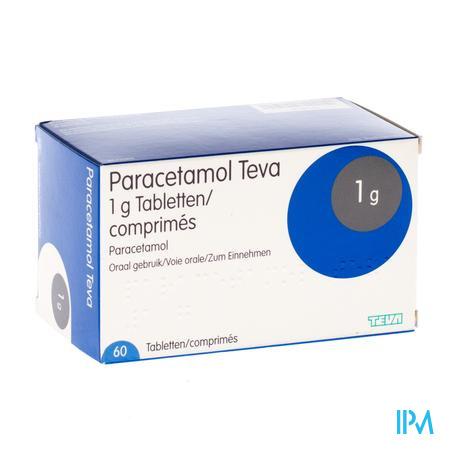 Paracetamol Teva
1 g Tabletten/
comprimés
Paracetamol
Oraal gebruik/Voie orale/Zum Einnehmen
1 g
TEVA
60 Tabletten/comprimés
Paracetamol Teva
1 g
IPM